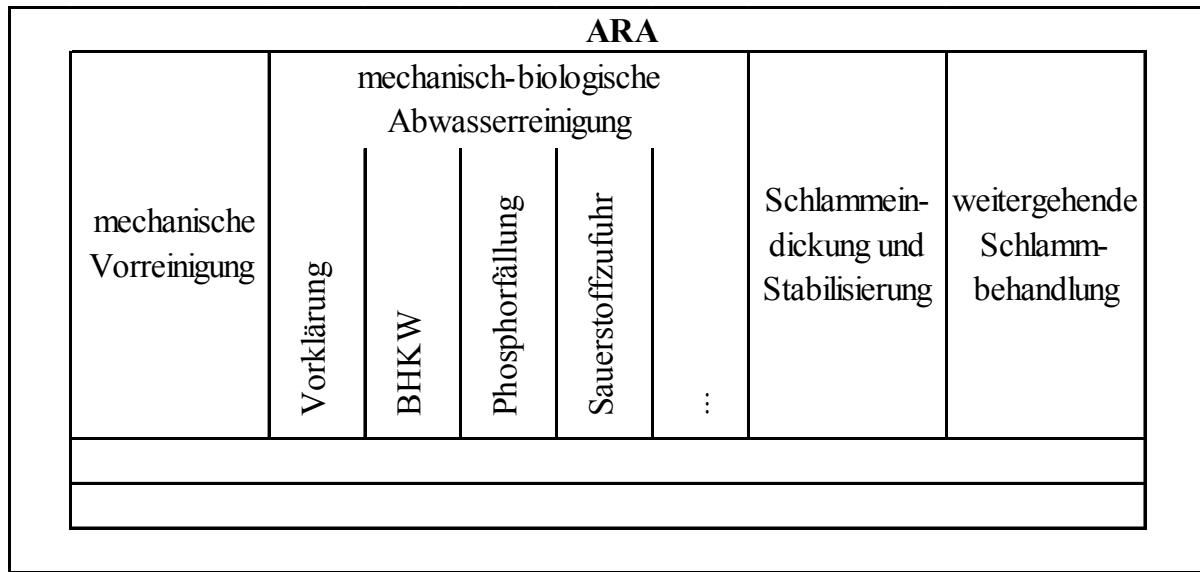 ARA
mechanische
Vorreinigung
mechanisch-biologische
Abwasserreinigung
Vorklärung
BHKW
Phosphorfällung
Sauerstoffzufuhr
...
Schlammein-
dickung und
Stabilisierung
weitergehende
Schlamm-
behandlung